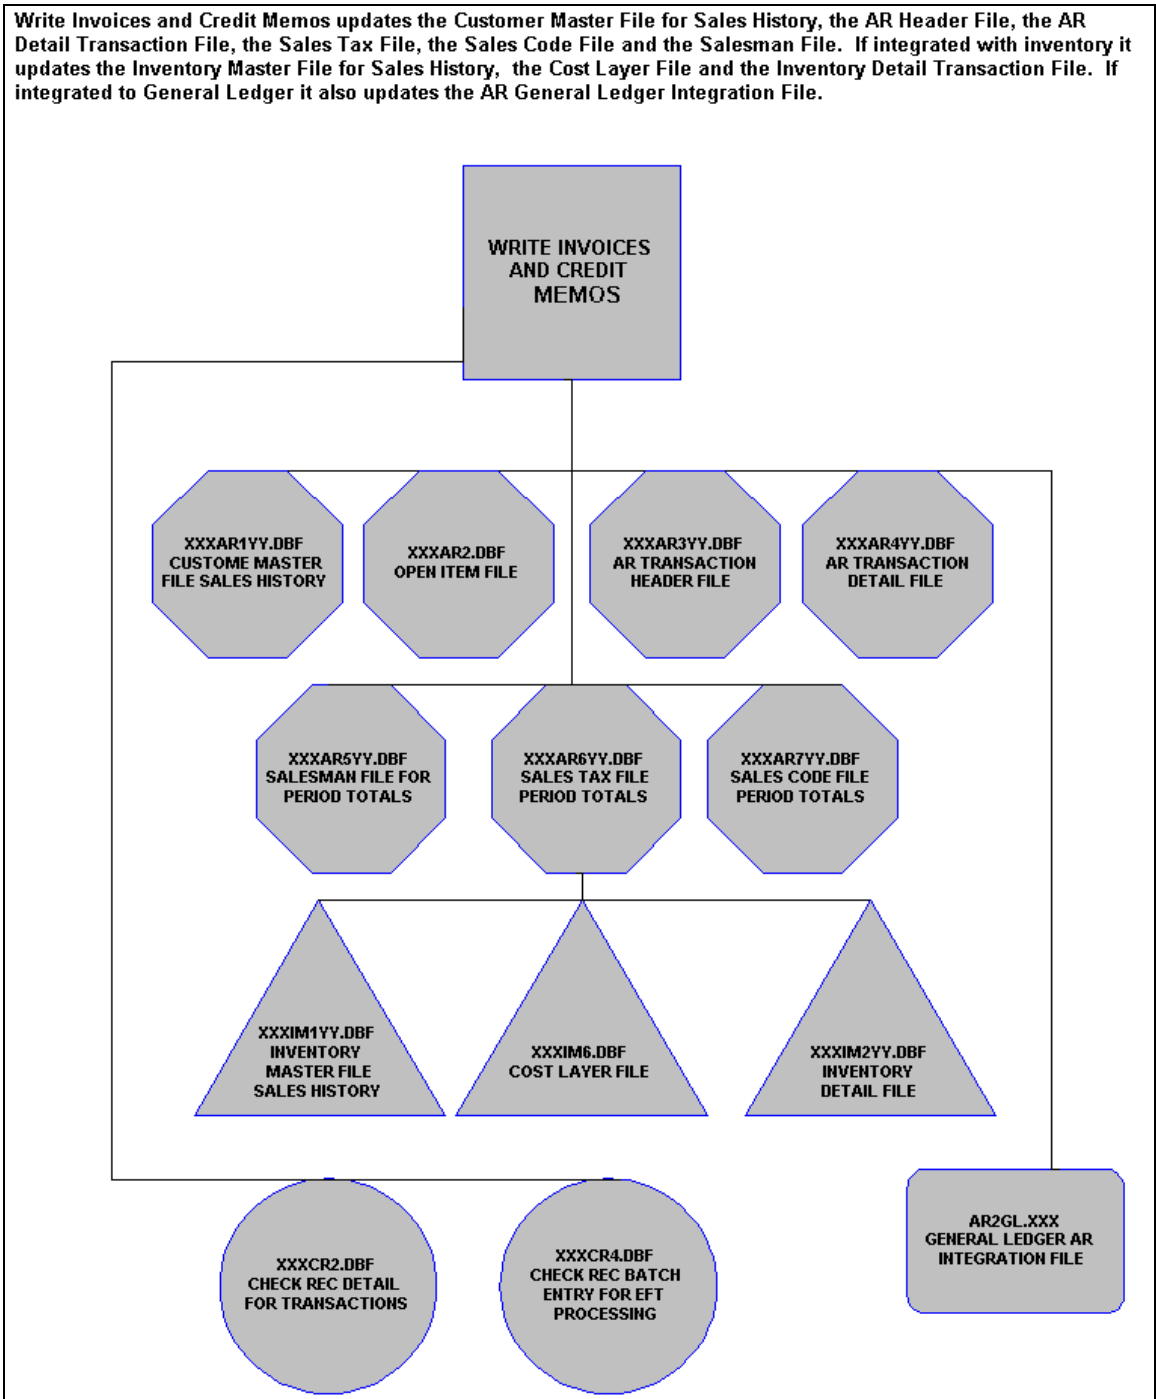 Write Invoices and Credit Memos updates the Customer Master File for Sales History, the AR Header File, the AR
Detail Transaction File, the Sales Tax File, the Sales Code File and the Salesman File.  If integrated with inventory it
updates the Inventory Master File for Sales History,  the Cost Layer File and the Inventory Detail Transaction File.  If
integrated to General Ledger it also updates the AR General Ledger Integration File.
WRITE INVOICES
AND CREDIT
MEMOS
XXXAR1YY.DBF
CUSTOME MASTER
FILE SALES HISTORY
XXXAR2.DBF
OPEN ITEM FILE
XXXAR3YY.DBF
AR TRANSACTION
HEADER FILE
XXXAR4YY.DBF
AR TRANSACTION
DETAIL FILE
XXXAR5YY.DBF
SALESMAN FILE FOR
PERIOD TOTALS
XXXAR6YY.DBF
SALES TAX FILE
PERIOD TOTALS
XXXAR7YY.DBF
SALES CODE FILE
PERIOD TOTALS
XXXIM1YY.DBF
INVENTORY
MASTER FILE
SALES HISTORY
XXXIM6.DBF
COST LAYER FILE
XXXIM2YY.DBF
INVENTORY
DETAIL FILE
XXXCR2.DBF
CHECK REC DETAIL
FOR TRANSACTIONS
XXXCR4.DBF
CHECK REC BATCH
ENTRY FOR EFT
PROCESSING
AR2GL.XXX
GENERAL LEDGER AR
INTEGRATION FILE